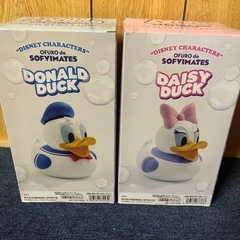 "DISNEY CHARACTERS"
OFURO de
SOFVIMATES
DONALD
DUCK
"DISNEY CHARACTERS"
OFURO de
SOFVIMATES
DAISY
DUCK